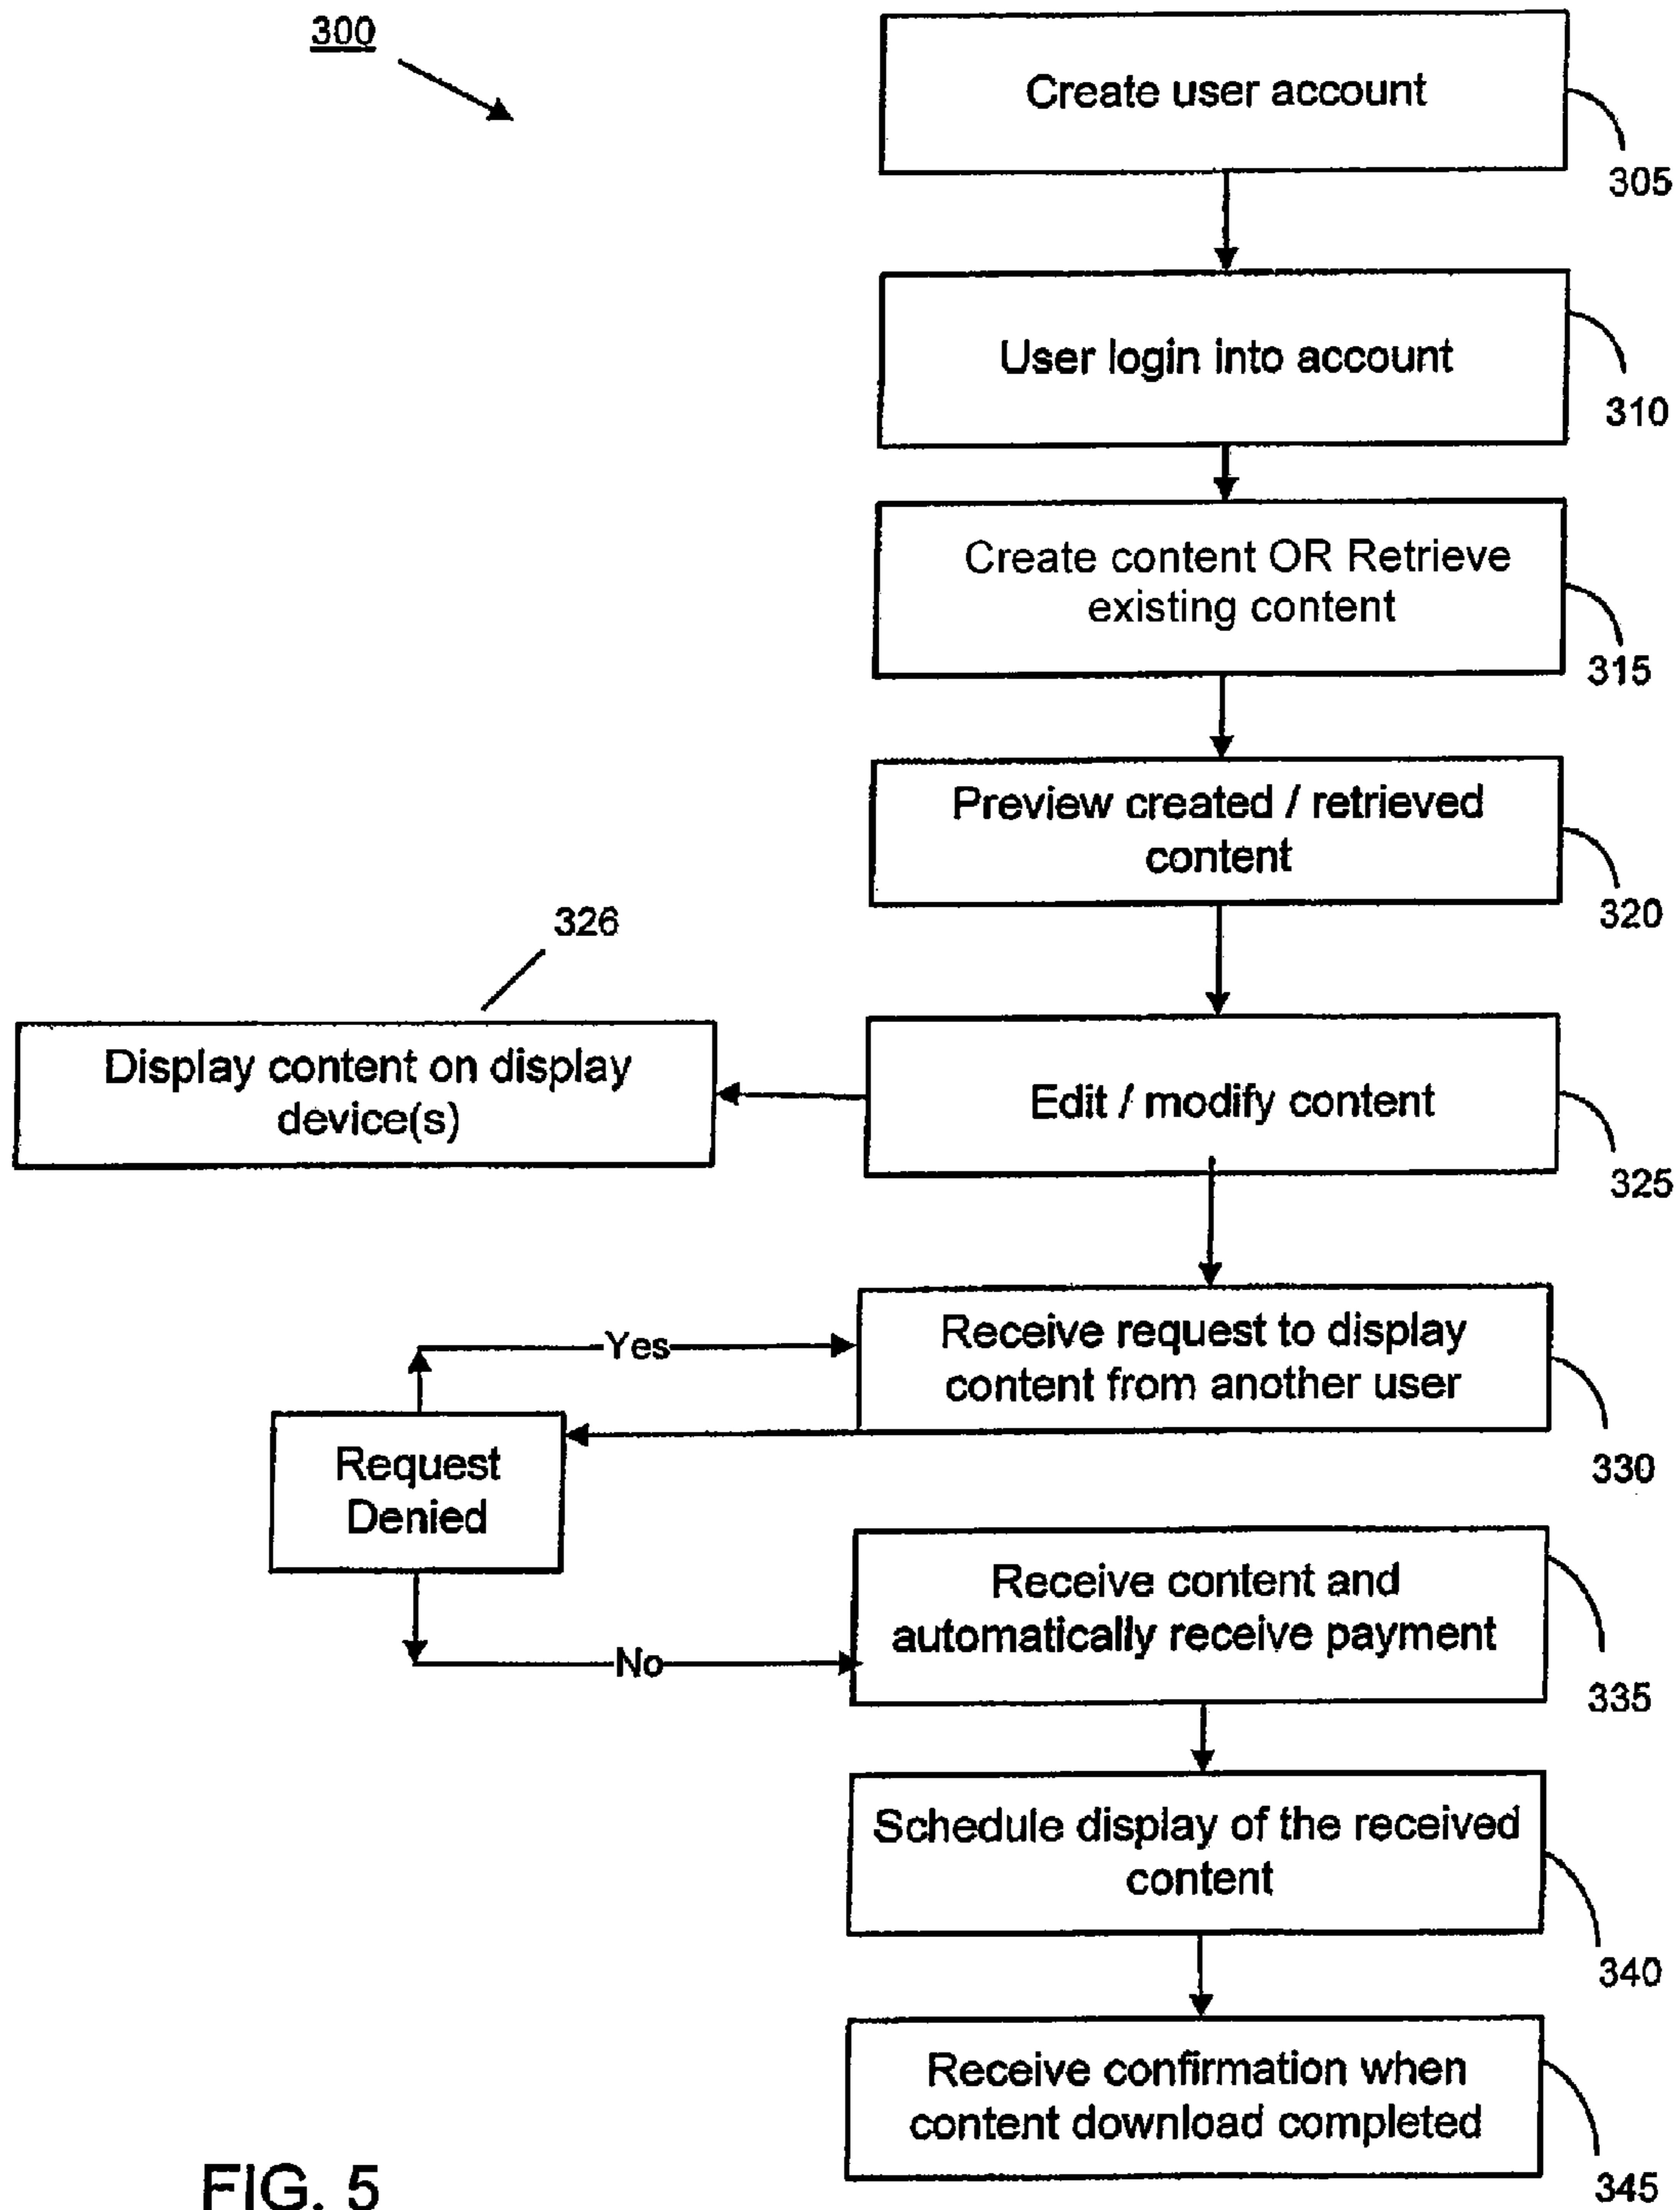 300
Create user account
305
User login into account
310
Create content OR Retrieve
existing content
315
Preview created / retrieved
content
320
326
Display content on display
device(s)
Edit / modify content
325
Receive request to display
content from another user
330
Yes
Request
Denied
No
Receive content and
automatically receive payment
335
Schedule display of the received
content
340
Receive confirmation when
content download completed
345
FIG. 5